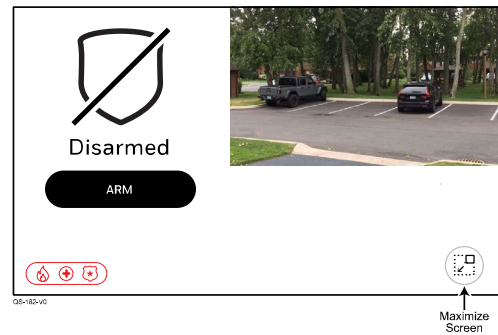 Disarmed
ARM
QS-182-V0
Maximize
Screen